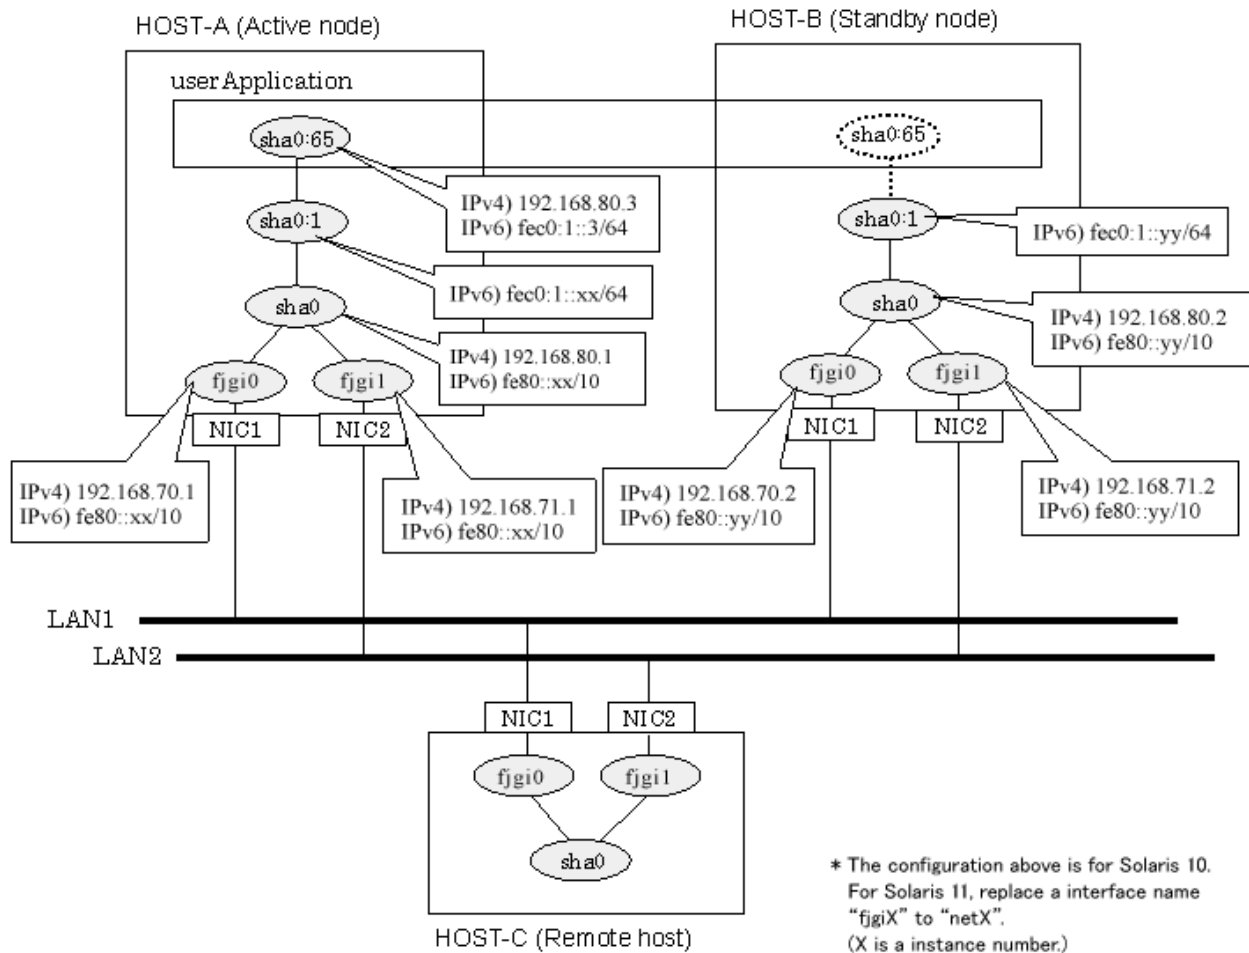 HOST-A (Active node)
HOST-B (Standby node)
userApplication
sha0:65
sha0:65
IPv4) 192.168.80.3
IPv6) fec0:1::3/64
sha0:1
sha0:1
IPv6) fec0:1::yy/64
IPv6) fec0:1::xx/64
sha0
sha0
IPv4) 192.168.80.2
IPv6) fe80::yy/10
IPv4) 192.168.80.1
IPv6) fe80::xx/10
fjgi0
fjgi1
fjgi0
fjgi1
NIC1
NIC2
NIC1
NIC2
IPv4) 192.168.70.1
IPv6) fe80::xx/10
IPv4) 192.168.71.1
IPv6) fe80::xx/10
IPv4) 192.168.70.2
IPv6) fe80::yy/10
IPv4) 192.168.71.2
IPv6) fe80::yy/10
LAN1
LAN2
NIC1
NIC2
fjgi0
fjgi1
sha0
HOST-C (Remote host)
* The configuration above is for Solaris 10.
For Solaris 11, replace a interface name
“fjgiX” to “netX”.
(X is a instance number.)